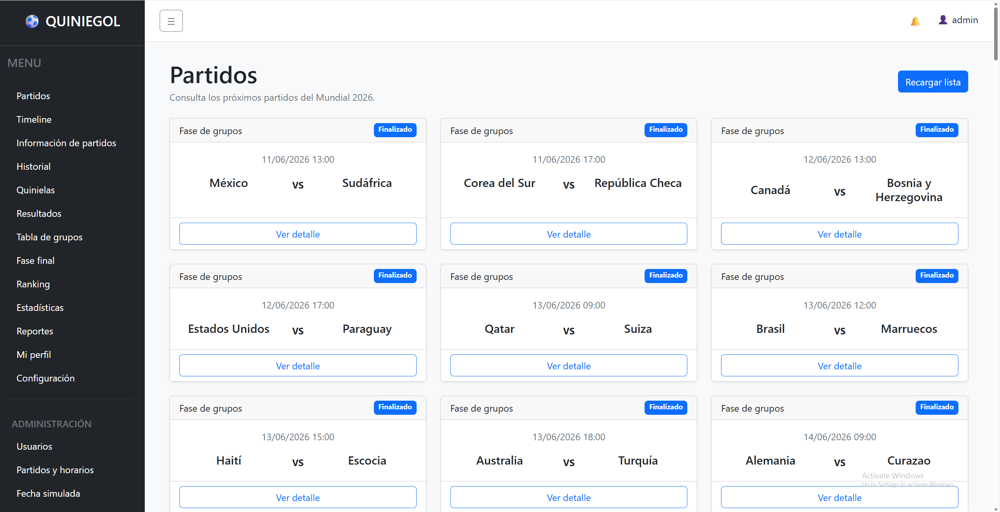 QUINIEGOL
☰
admin
MENU
Partidos
Timeline
Información de partidos
Historial
Quinielas
Resultados
Tabla de grupos
Fase final
Ranking
Estadísticas
Reportes
Mi perfil
Configuración
ADMINISTRACIÓN
Usuarios
Partidos y horarios
Fecha simulada
Partidos
Consulta los próximos partidos del Mundial 2026.
Recargar lista
Fase de grupos Finalizado
11/06/2026 13:00
México vs Sudáfrica
Ver detalle
Fase de grupos Finalizado
11/06/2026 17:00
Corea del Sur vs República Checa
Ver detalle
Fase de grupos Finalizado
12/06/2026 13:00
Canadá vs Bosnia y
Herzegovina
Ver detalle
Fase de grupos Finalizado
12/06/2026 17:00
Estados Unidos vs Paraguay
Ver detalle
Fase de grupos Finalizado
13/06/2026 09:00
Qatar vs Suiza
Ver detalle
Fase de grupos Finalizado
13/06/2026 12:00
Brasil vs Marruecos
Ver detalle
Fase de grupos Finalizado
13/06/2026 15:00
Haití vs Escocia
Ver detalle
Fase de grupos Finalizado
13/06/2026 18:00
Australia vs Turquía
Ver detalle
Fase de grupos Finalizado
14/06/2026 09:00
Alemania vs Curazao
Ver detalle
Activate Windows
Go to Settings to activate Windows.